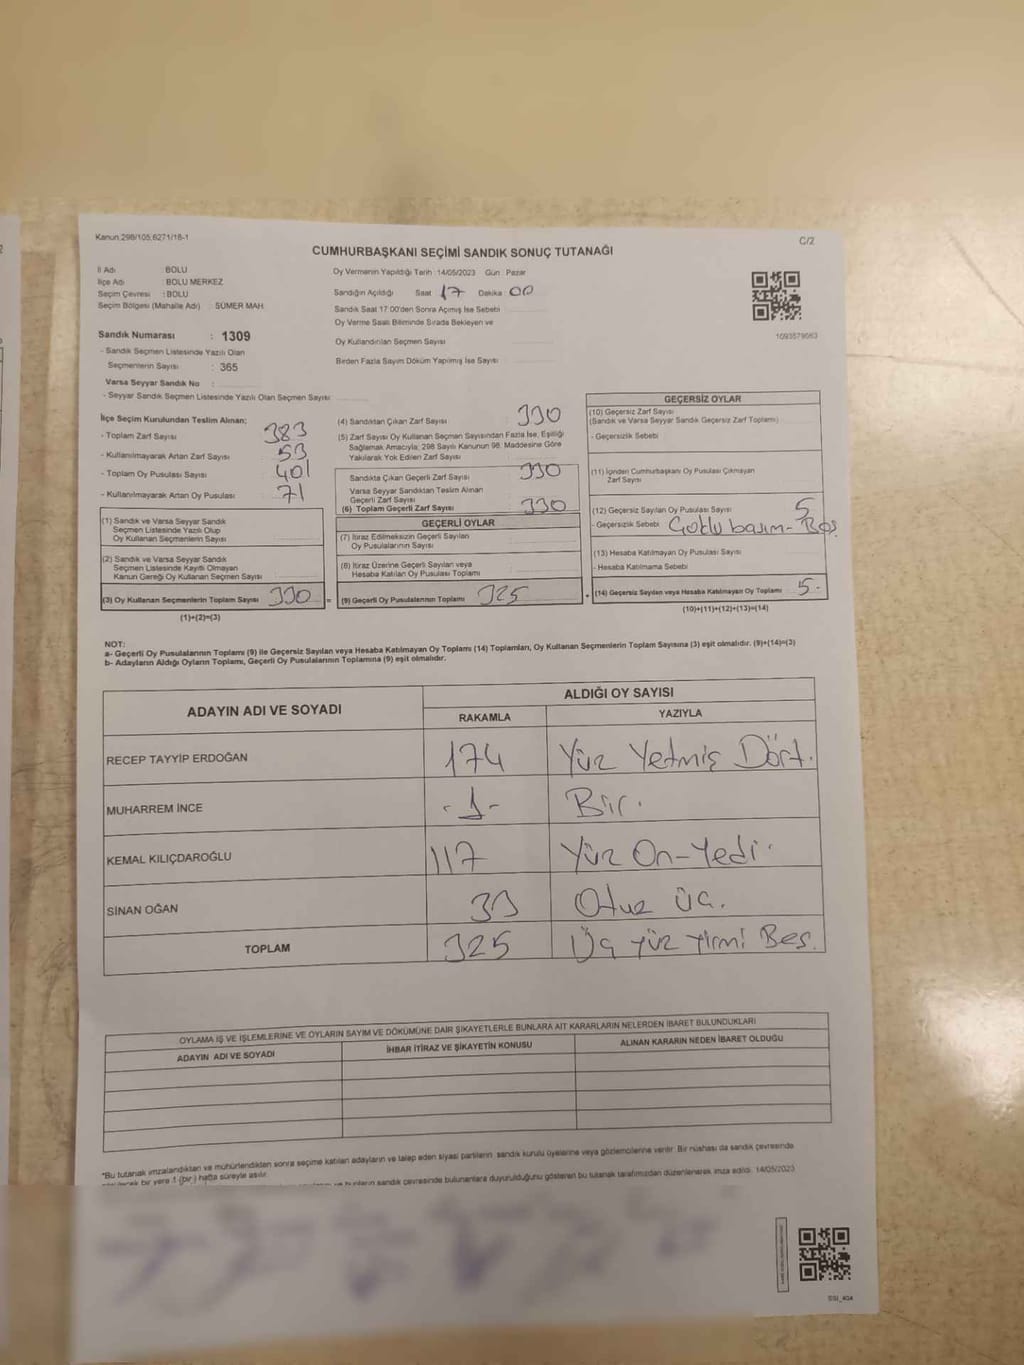 Kanun:298/105;6271/18-1
C/2
CUMHURBAŞKANI SEÇİMİ SANDIK SONUÇ TUTANAĞI
İl Adı : BOLU
İlçe Adı : BOLU MERKEZ
Seçim Çevresi : BOLU
Seçim Bölgesi (Mahalle Adı) : SÜMER MAH.
Sandık Numarası : 1309
- Sandık Seçmen Listesinde Yazılı Olan
Seçmenlerin Sayısı : 365
Varsa Seyyar Sandık No :
- Seyyar Sandık Seçmen Listesinde Yazılı Olan Seçmen Sayısı :
Oy Vermenin Yapıldığı Tarih :14/05/2023 Gün : Pazar
Sandığın Açıldığı Saat 17 Dakika : 00
Sandık Saat 17:00'den Sonra Açımış İse Sebebi
Oy Verme Saati Bitiminde Sırada Bekleyen ve
Oy Kullandırılan Seçmen Sayısı
Birden Fazla Sayım Döküm Yapılmış İse Sayısı
1093579063
İlçe Seçim Kurulundan Teslim Alınan;
- Toplam Zarf Sayısı : 383
- Kullanılmayarak Artan Zarf Sayısı : 53
- Toplam Oy Pusulası Sayısı : 401
- Kullanılmayarak Artan Oy Pusulası : 71
(1) Sandık ve Varsa Seyyar Sandık
Seçmen Listesinde Yazılı Olup
Oy Kullanan Seçmenlerin Sayısı
(2) Sandık ve Varsa Seyyar Sandık
Seçmen Listesinde Kayıtlı Olmayan
Kanun Gereği Oy Kullanan Seçmen Sayısı
(3) Oy Kullanan Seçmenlerin Toplam Sayısı 330
(1)+(2)=(3)
(4) Sandıktan Çıkan Zarf Sayısı : 330
(5) Zarf Sayısı Oy Kullanan Seçmen Sayısından Fazla İse, Eşitliği
Sağlamak Amacıyla; 298 Sayılı Kanunun 98. Maddesine Göre
Yakılarak Yok Edilen Zarf Sayısı
Sandıkta Çıkan Geçerli Zarf Sayısı : 330
Varsa Seyyar Sandıktan Teslim Alınan
Geçerli Zarf Sayısı
(6) Toplam Geçerli Zarf Sayısı : 330
GEÇERLİ OYLAR
(7) İtiraz Edilmeksizin Geçerli Sayılan
Oy Pusulalarının Sayısı
(8) İtiraz Üzerine Geçerli Sayılan veya
Hesaba Katılan Oy Pusulası Toplamı
(9) Geçerli Oy Pusulalarının Toplamı 325
GEÇERSİZ OYLAR
(10) Geçersiz Zarf Sayısı
(Sandık ve Varsa Seyyar Sandık Geçersiz Zarf Toplamı)
- Geçersizlik Sebebi
(11) İçinden Cumhurbaşkanı Oy Pusulası Çıkmayan
Zarf Sayısı
(12) Geçersiz Sayılan Oy Pusulası Sayısı : 5
- Geçersizlik Sebebi basım-Boş
(13) Hesaba Katılmayan Oy Pusulası Sayısı
- Hesaba Katılmama Sebebi
(14) Geçersiz Sayılan veya Hesaba Katılmayan Oy Toplamı 5.
(10)+(11)+(12)+(13)=(14)
NOT:
a- Geçerli Oy Pusulasının Toplamı (9) ile Geçersiz Sayılan veya Hesaba Katılmayan Oy Toplamı (14) Toplamları, Oy Kullanan Seçmenlerin Toplam Sayısına (3) eşit olmalıdır. (9)+(14)=(3)
b- Adayların Aldığı Oyların Toplamı, Geçerli Oy Pusulalarının Toplamına (9) eşit olmalıdır.
ADAYIN ADI VE SOYADI
ALDIĞI OY SAYISI
RAKAMLA YAZIYLA
RECEP TAYYİP ERDOĞAN 174 Yüz Yetmiş Dört.
MUHARREM İNCE -1- Bir.
KEMAL KILIÇDAROĞLU 117 Yüz On-Yedi.
SİNAN OĞAN 33 Otuz üç.
TOPLAM 325 Üç yüz yirmi Beş.
OYLAMA İŞ VE İŞLEMLERİNE VE OYLARIN SAYIM VE DÖKÜMÜNE DAİR ŞİKAYETLERLE BUNLARA AİT KARARLARIN NELERDEN İBARET BULUNDUKLARI
ADAYIN ADI VE SOYADI İHBAR İTİRAZ VE ŞİKAYETİN KONUSU ALINAN KARARIN NEDEN İBARET OLDUĞU
"Bu tutanak imzalandıktan ve mühürlendikten sonra seçime katılan adayların ve talep eden siyasi partilerin sandık kurulu üyelerine veya gözlemcilerine verilir. Bir nüshası da sandık çevresinde
bir yere 1 (bir) hafta süreyle asılır.
bunların sandık çevresinde bulunanlara duyurulduğunu gösteren bu tutanak tarafımızdan düzenlenerek imza edildi. 14/05/2023